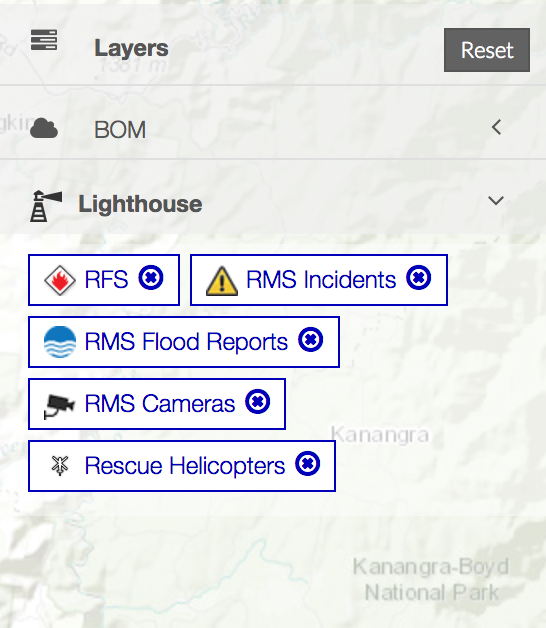 Layers
Reset
1381 m
BOM
Lighthouse
RFS
RMS Incidents
RMS Flood Reports
RMS Cameras
Kanangra
Rescue Helicopters
Kanangra-Boyd
National Park